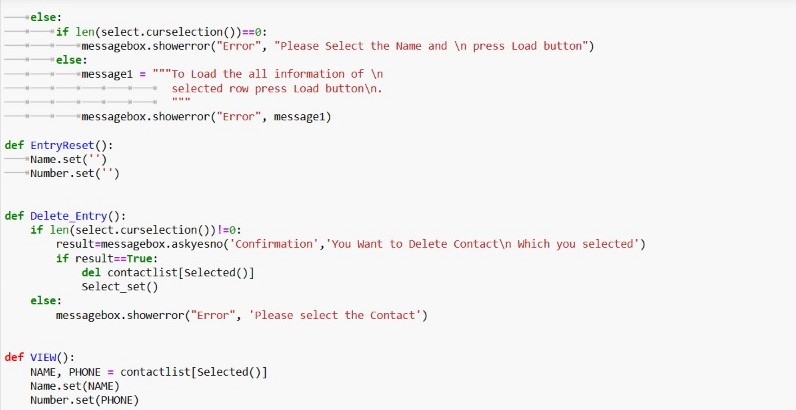 else:
if len(select.curselection())==0:
messagebox.showerror("Error", "Please Select the Name and \n press Load button")
else:
message1 = """To Load the all information of \n
selected row press Load button\n.
"""
messagebox.showerror("Error", message1)
def EntryReset():
Name.set('')
Number.set('')
def Delete_Entry():
if len(select.curselection())!=0:
result=messagebox.askyesno('Confirmation','You Want to Delete Contact\n Which you selected')
if result==True:
del contactlist[Selected()]
Select_set()
else:
messagebox.showerror("Error", 'Please select the Contact')
def VIEW():
NAME, PHONE = contactlist[Selected()]
Name.set(NAME)
Number.set(PHONE)